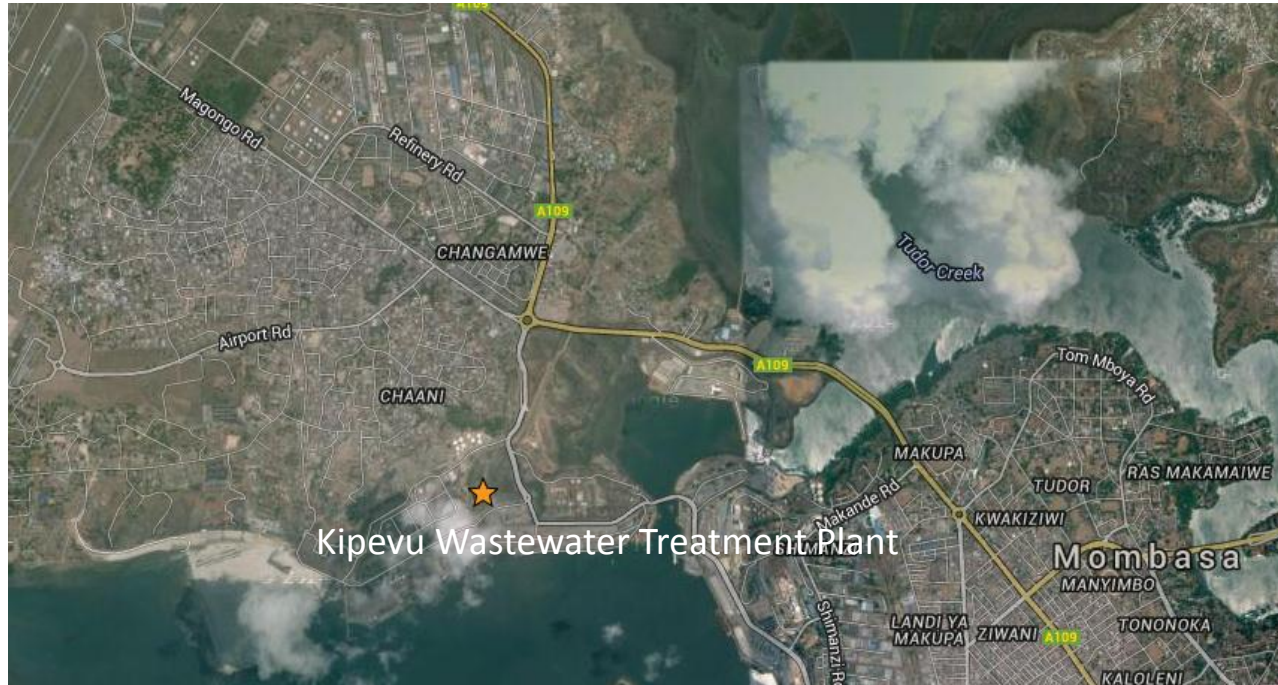 A109
Magongo Rd
Refinery Rd
A109
CHANGAMWE
Tudor Creek
Airport Rd
A109
Tom Mboya Rd
CHAANI
MAKUPA
RAS MAKAMAIWE
TUDOR
Makande Rd
KWAKIZIWI
Kipevu Wastewater Treatment Plant
SHIMANZI
Mombasa
MANYIMBO
LANDI YA
MAKUPA
ZIWANI
A109
TONONOKA
Shimanzi Rd
KALOLENI